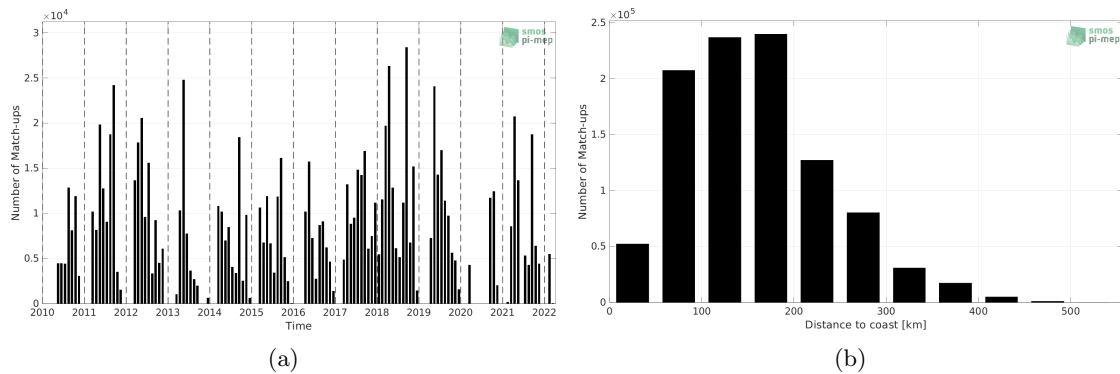 ×10⁴
3
2.5
2
1.5
1
0.5
0
Number of Match-ups
2010 2011 2012 2013 2014 2015 2016 2017 2018 2019 2020 2021 2022
Time
smos
pi-mep
(a)
×10⁵
2.5
2
1.5
1
0.5
0
Number of Match-ups
0 100 200 300 400 500
Distance to coast [km]
smos
pi-mep
(b)